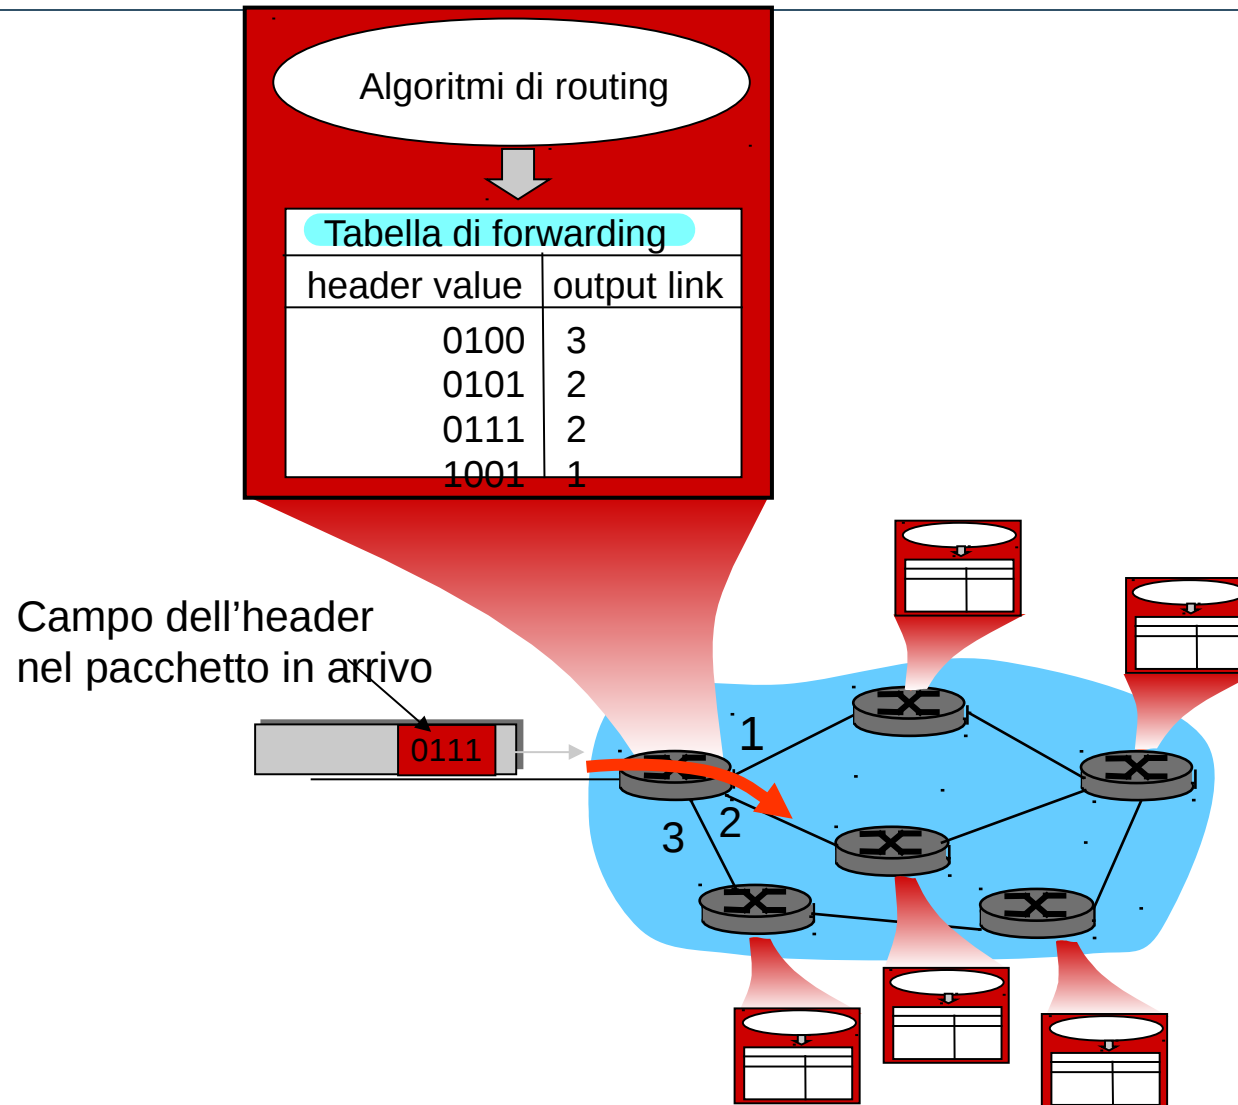 Algoritmi di routing
Tabella di forwarding
header value output link
0100 3
0101 2
0111 2
1001 1
Campo dell’header
nel pacchetto in arrivo
0111
1
2
3